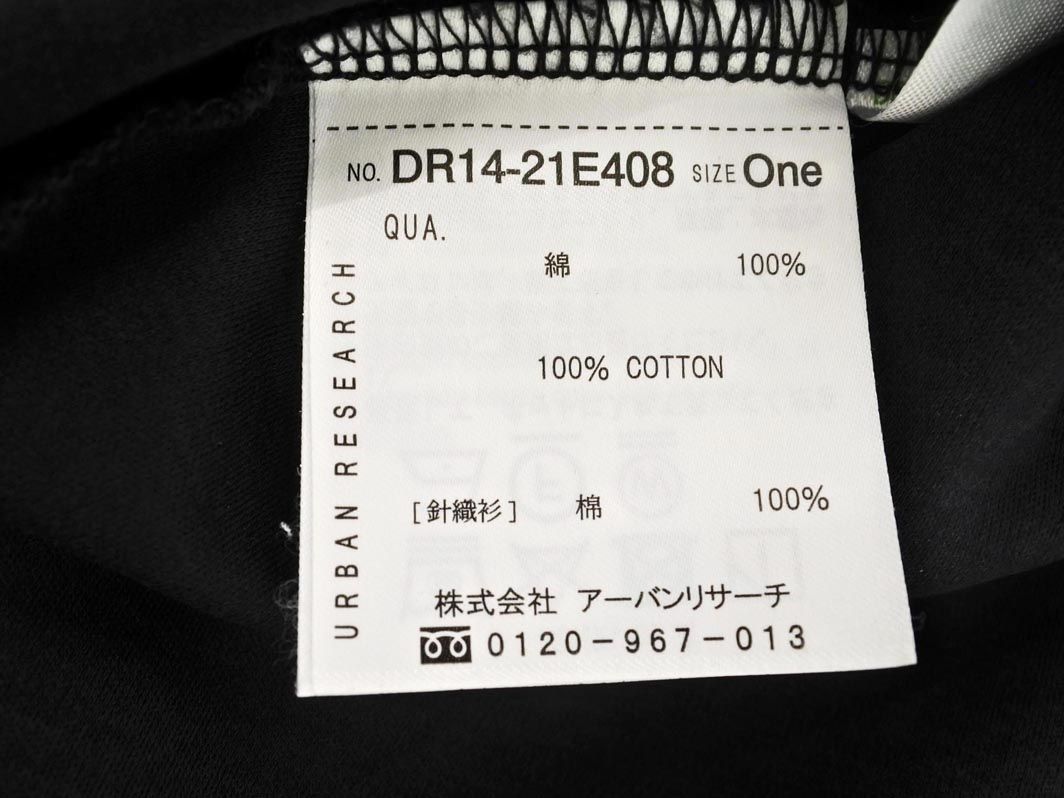 NO. DR14-21E408 SIZE One
QUA.
綿 100%
100% COTTON
[針織衫] 棉 100%
株式会社 アーバンリサーチ
0120-967-013
URBAN RESEARCH